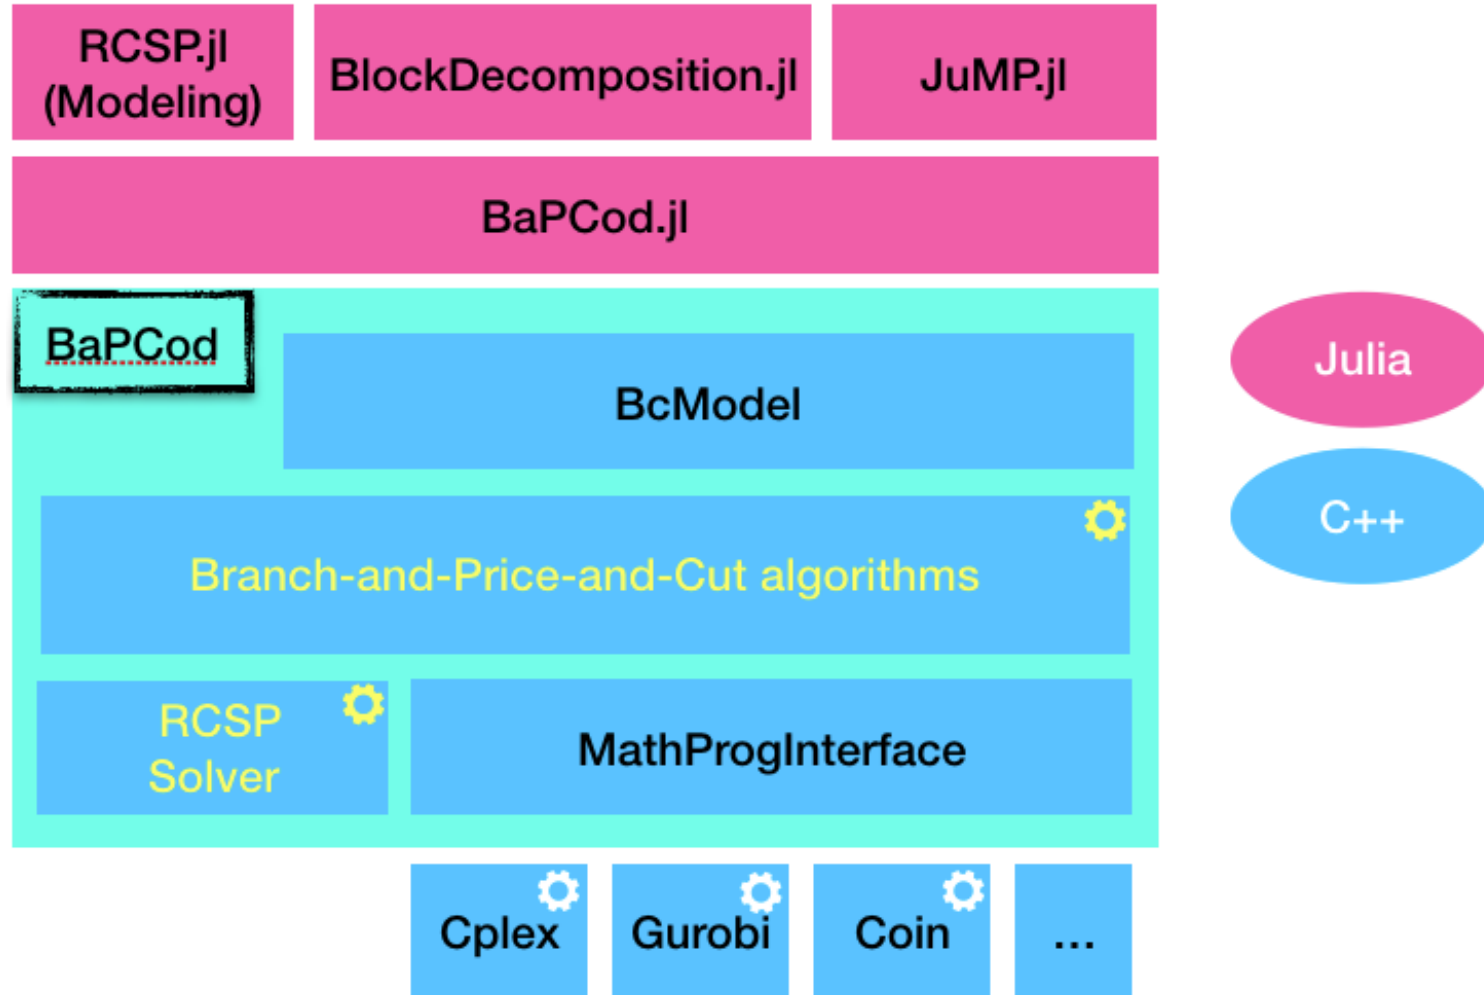 RCSP.jl
(Modeling)
BlockDecomposition.jl
JuMP.jl
BaPCod.jl
BaPCod
BcModel
Julia
C++
Branch-and-Price-and-Cut algorithms
RCSP
Solver
MathProgInterface
Cplex
Gurobi
Coin
...